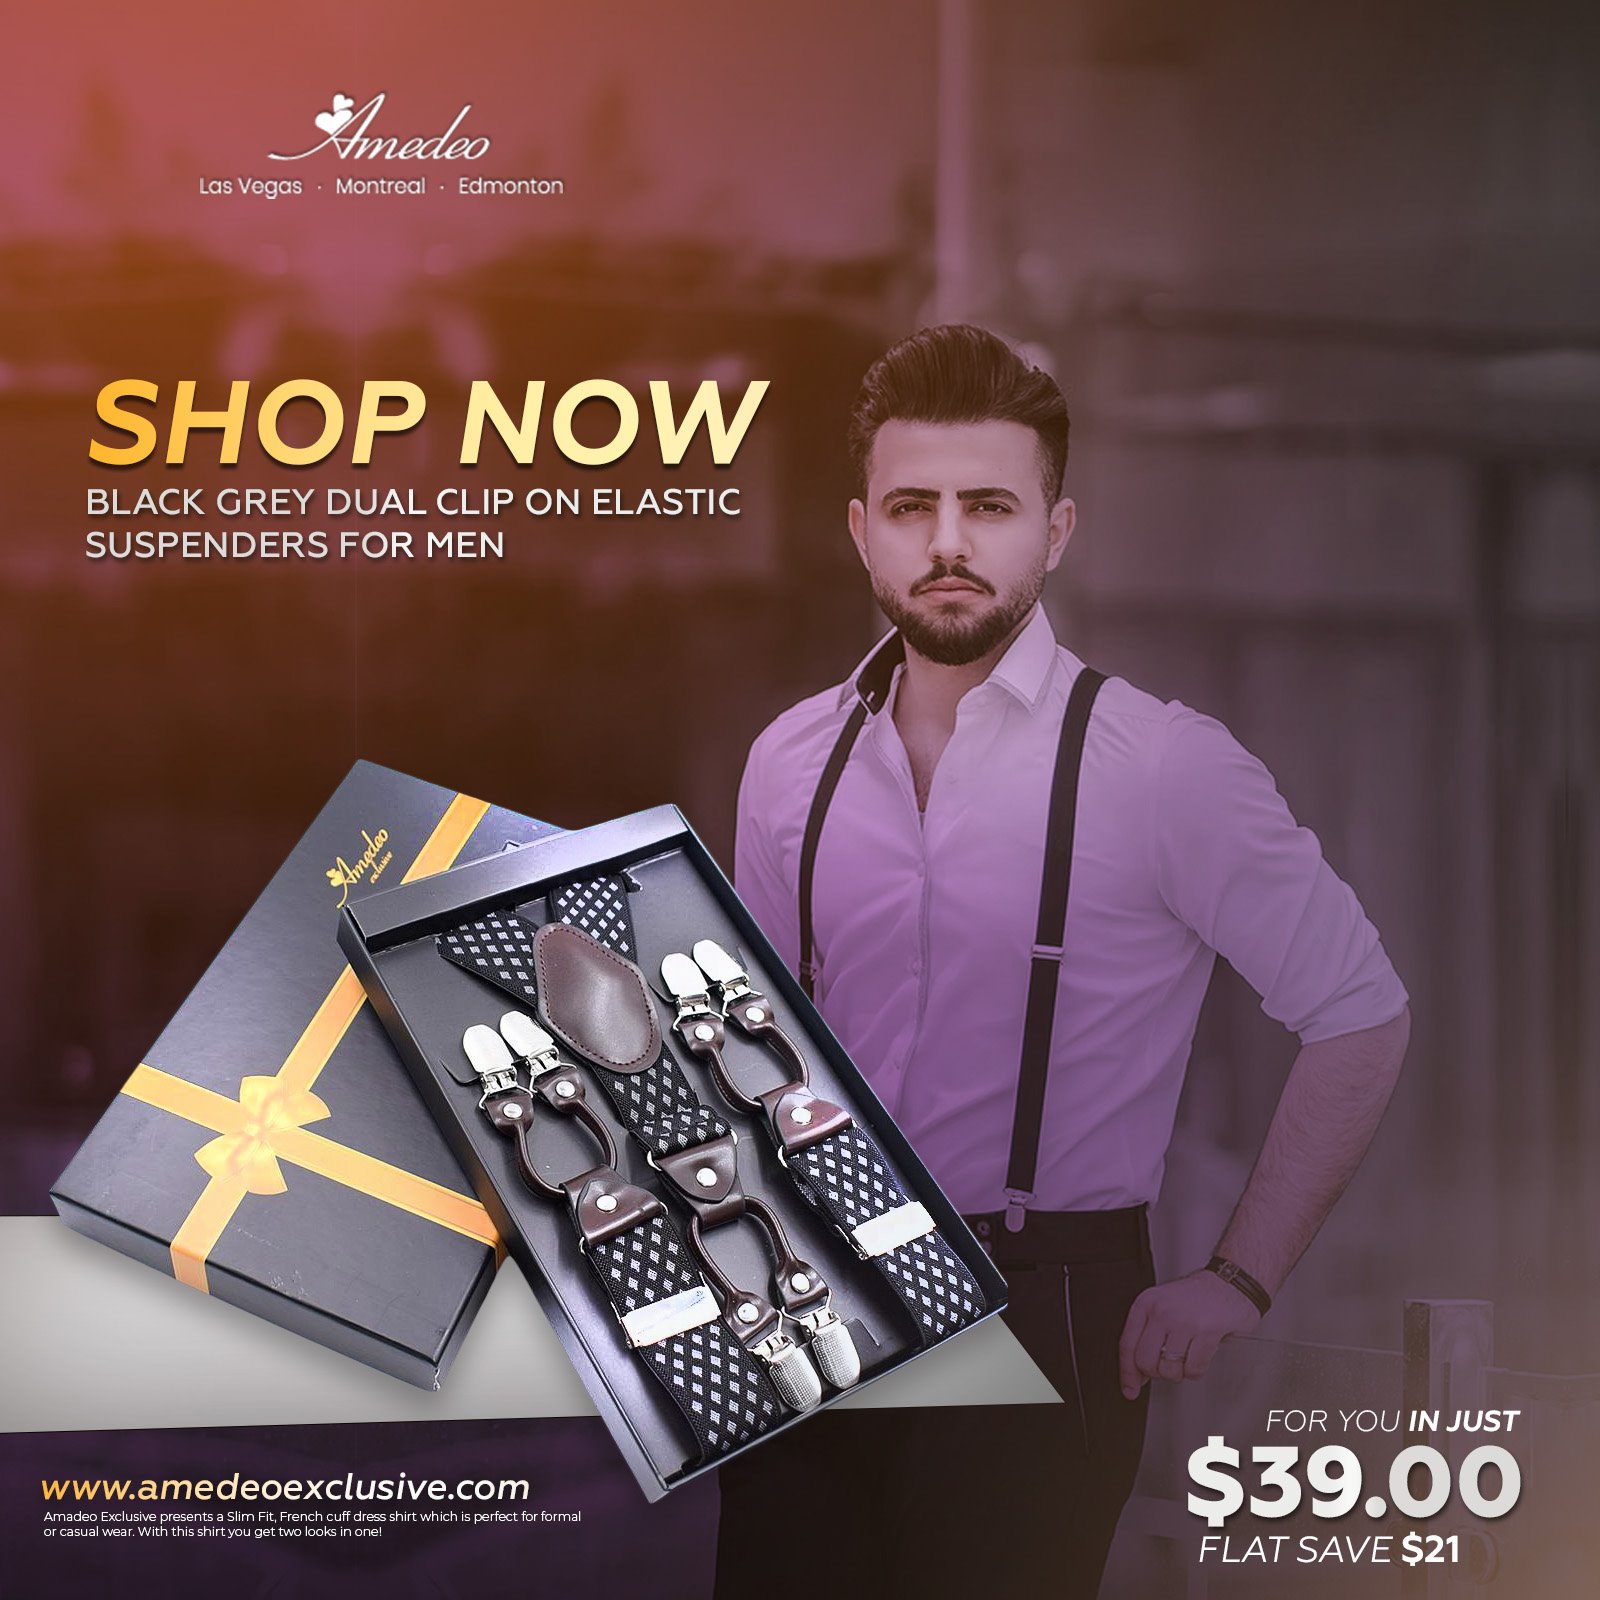 Amedeo
Las Vegas · Montreal · Edmonton
SHOP NOW
BLACK GREY DUAL CLIP ON ELASTIC
SUSPENDERS FOR MEN
Amedeo
exclusive
FOR YOU IN JUST
$39.00
FLAT SAVE $21
www.amedeoexclusive.com
Amadeo Exclusive presents a Slim Fit, French cuff dress shirt which is perfect for formal
or casual wear. With this shirt you get two looks in one!